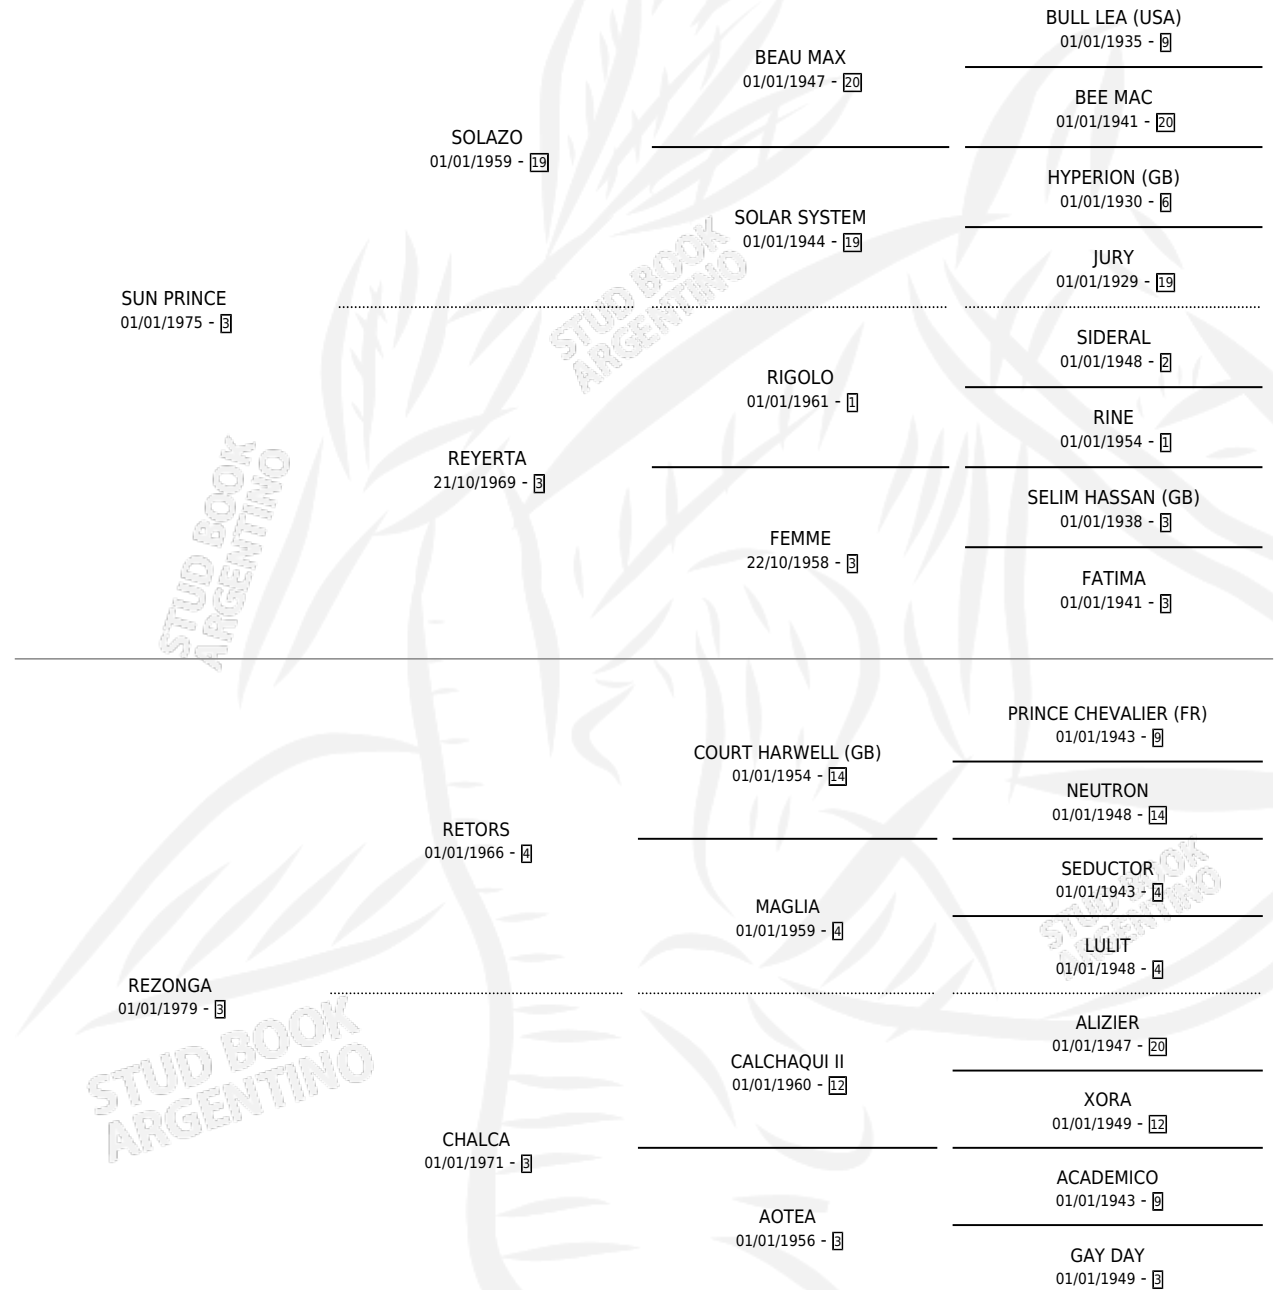 BULL LEA (USA)
01/01/1935 - 9
BEAU MAX
01/01/1947 - 20
BEE MAC
01/01/1941 - 20
SOLAZO
01/01/1959 - 19
HYPERION (GB)
01/01/1930 - 6
SOLAR SYSTEM
01/01/1944 - 19
JURY
01/01/1929 - 19
SUN PRINCE
01/01/1975 - 3
STUD BOOK
ARGENTINO
SIDERAL
01/01/1948 - 2
RIGOLO
01/01/1961 - 1
RINE
01/01/1954 - 1
REYERTA
21/10/1969 - 3
SELIM HASSAN (GB)
01/01/1938 - 3
FEMME
22/10/1958 - 3
FATIMA
01/01/1941 - 3
STUD BOOK
ARGENTINO
PRINCE CHEVALIER (FR)
01/01/1943 - 9
COURT HARWELL (GB)
01/01/1954 - 14
NEUTRON
01/01/1948 - 14
RETORS
01/01/1966 - 4
SEDUCTOR
01/01/1943 - 4
MAGLIA
01/01/1959 - 4
LULIT
01/01/1948 - 4
STUD BOOK
ARGENTINO
REZONGA
01/01/1979 - 3
ALIZIER
01/01/1947 - 20
CALCHAQUI II
01/01/1960 - 12
XORA
01/01/1949 - 12
STUD BOOK
ARGENTINO
CHALCA
01/01/1971 - 3
ACADEMICO
01/01/1943 - 9
AOTEA
01/01/1956 - 3
GAY DAY
01/01/1949 - 3